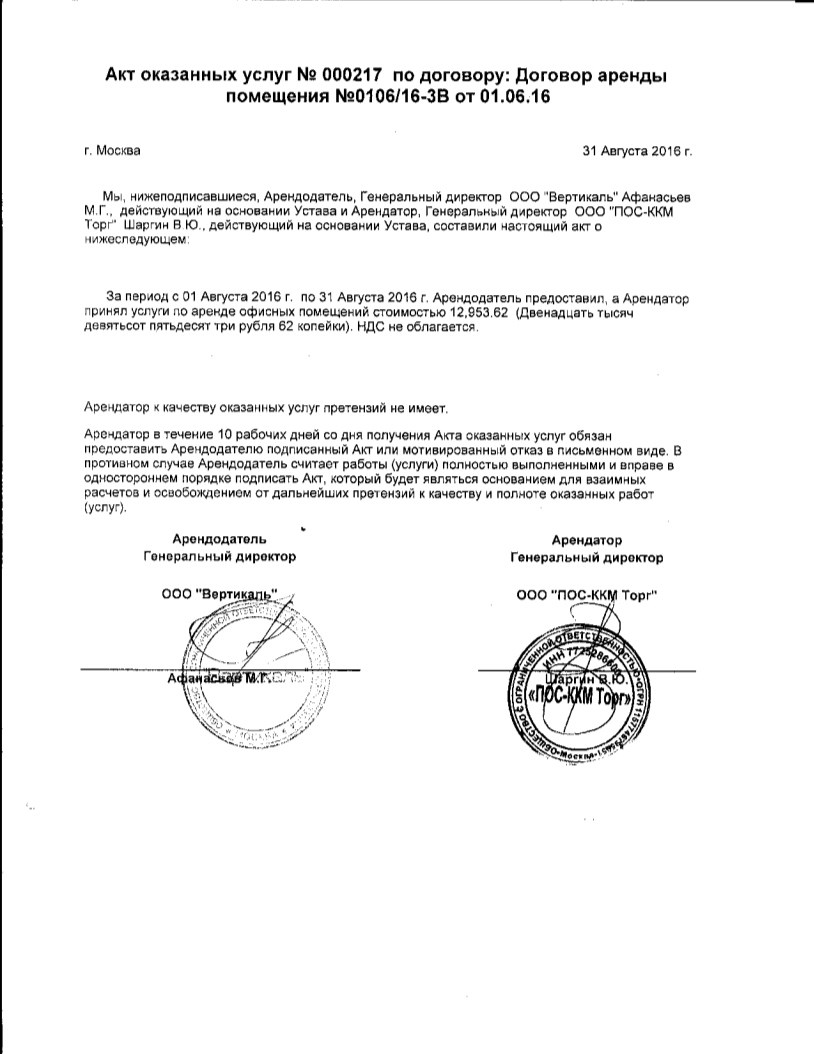 Акт оказанных услуг № 000217 по договору: Договор аренды
помещения №0106/16-3В от 01.06.16
г. Москва
31 Августа 2016 г.
Мы, нижеподписавшиеся, Арендодатель, Генеральный директор ООО "Вертикаль" Афанасьев
М.Г., действующий на основании Устава и Арендатор, Генеральный директор ООО "ПОС-ККМ
Торг" Шаргин В.Ю., действующий на основании Устава, составили настоящий акт о
нижеследующем:
За период с 01 Августа 2016 г. по 31 Августа 2016 г. Арендодатель предоставил, а Арендатор
принял услуги по аренде офисных помещений стоимостью 12,953.62 (Двенадцать тысяч
девятьсот пятьдесят три рубля 62 копейки). НДС не облагается.
Арендатор к качеству оказанных услуг претензий не имеет.
Арендатор в течение 10 рабочих дней со дня получения Акта оказанных услуг обязан
предоставить Арендодателю подписанный Акт или мотивированный отказ в письменном виде. В
противном случае Арендодатель считает работы (услуги) полностью выполненными и вправе в
одностороннем порядке подписать Акт, который будет являться основанием для взаимных
расчетов и освобождением от дальнейших претензий к качеству и полноте оказанных работ
(услуг).
Арендодатель
Генеральный директор
ООО "Вертикаль"
Афанасьев М.Г.
МОСКВА
Арендатор
Генеральный директор
ООО "ПОС-ККМ Торг"
Шаргин В.Ю.
ОБЩЕСТВО С ОГРАНИЧЕННОЙ ОТВЕТСТВЕННОСТЬЮ
«ПОС-ККМ Торг»
Москва